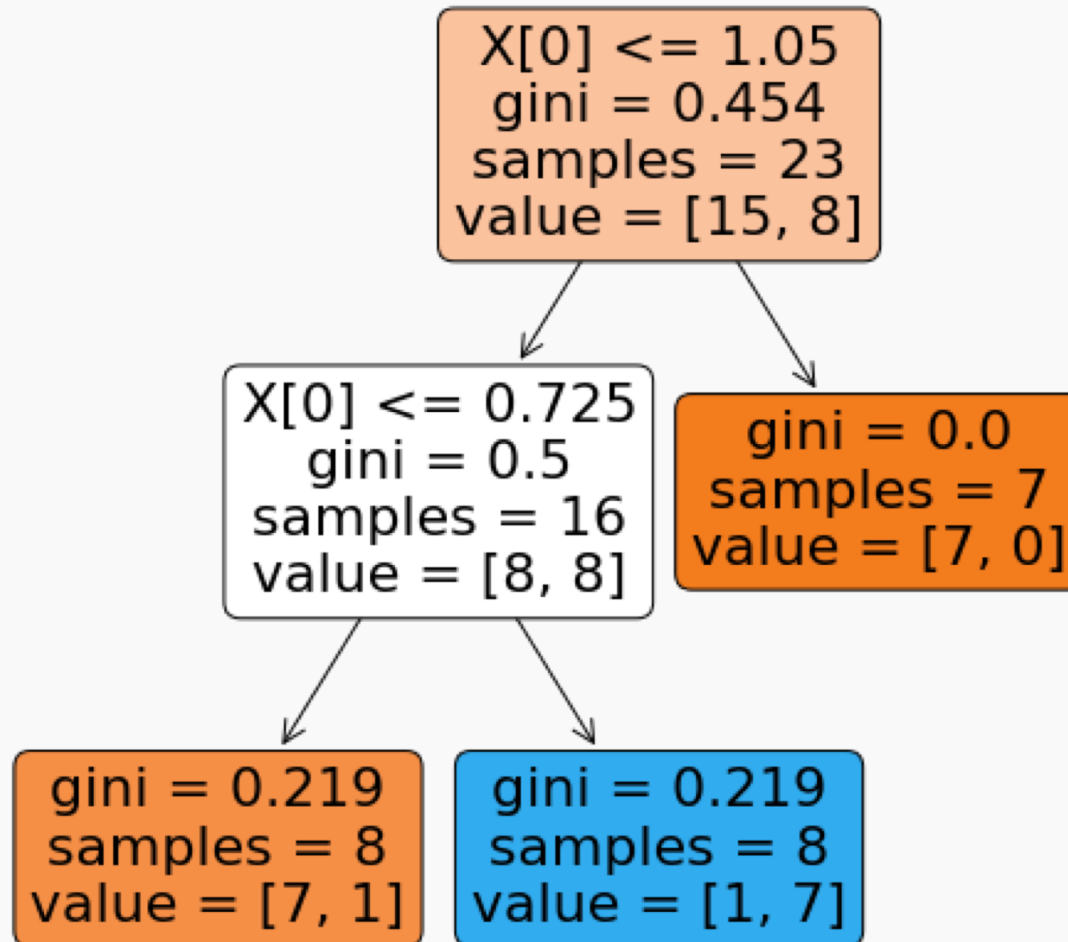 X[0] <= 1.05
gini = 0.454
samples = 23
value = [15, 8]
X[0] <= 0.725
gini = 0.5
samples = 16
value = [8, 8]
gini = 0.0
samples = 7
value = [7, 0]
gini = 0.219
samples = 8
value = [7, 1]
gini = 0.219
samples = 8
value = [1, 7]